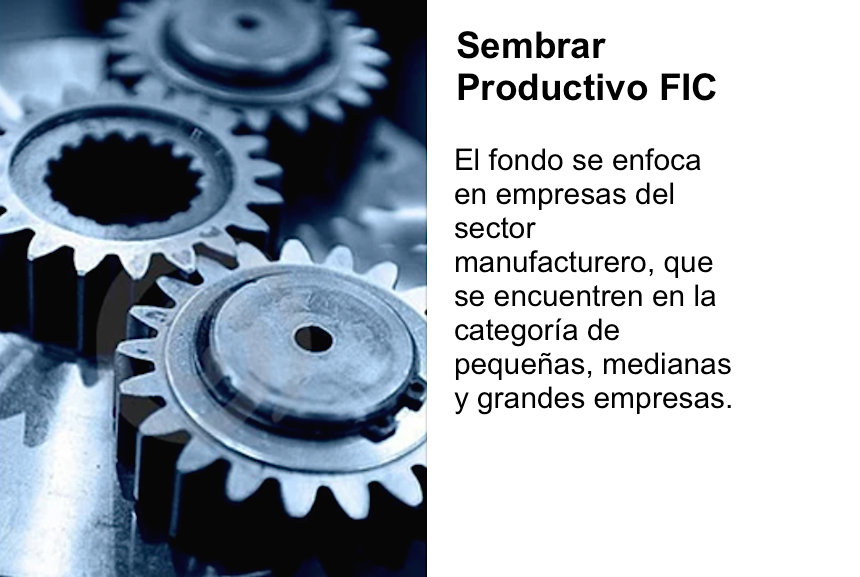 Sembrar
Productivo FIC
El fondo se enfoca
en empresas del
sector
manufacturero, que
se encuentren en la
categoría de
pequeñas, medianas
y grandes empresas.